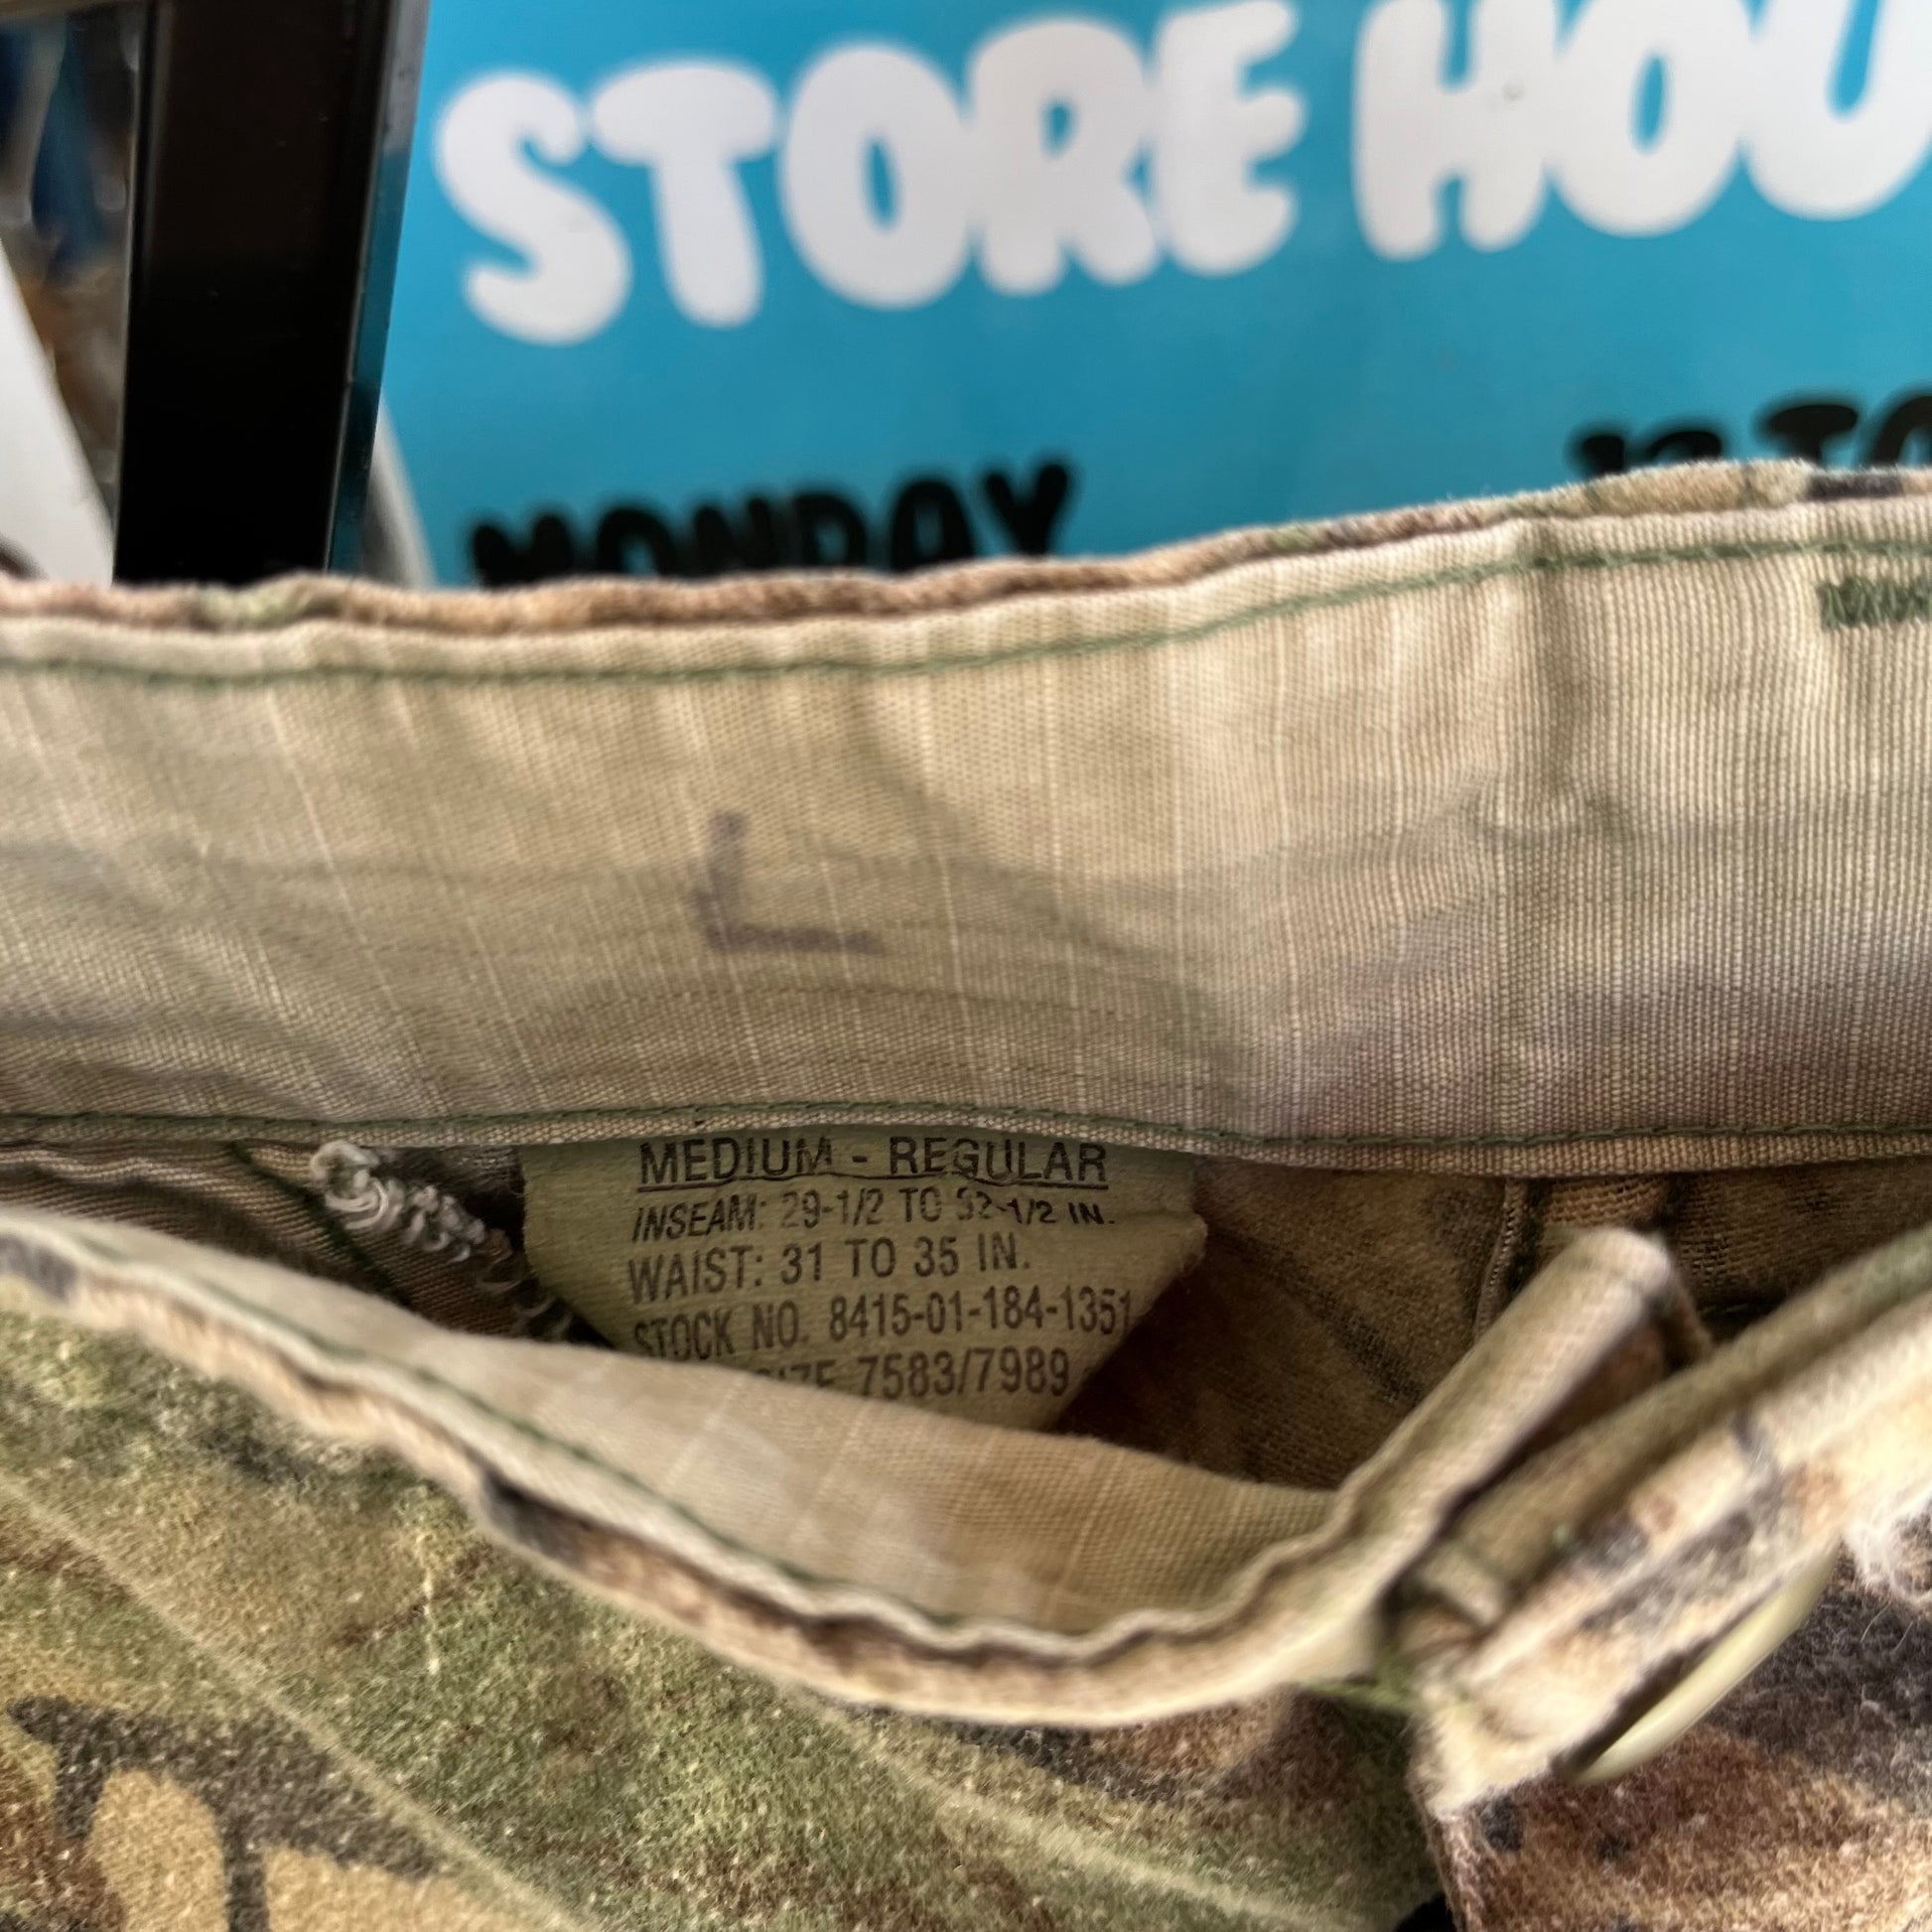 STORE HOU
MONDAY
L
MEDIUM - REGULAR
INSEAM: 29-1/2 TO 32-1/2 IN.
WAIST: 31 TO 35 IN.
STOCK NO. 8415-01-184-1351
7583/7989